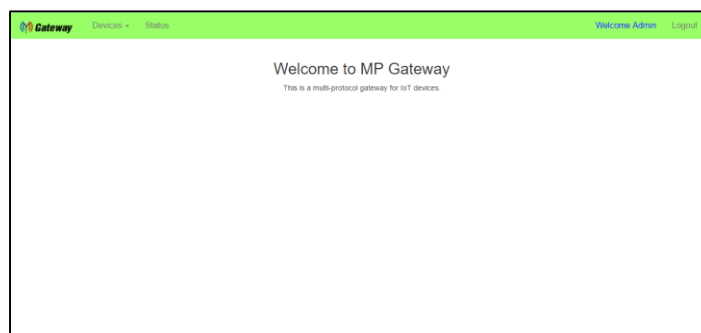 Gateway Devices Status Welcome Admin Logout
Welcome to MP Gateway
This is a multi-protocol gateway for IoT devices.